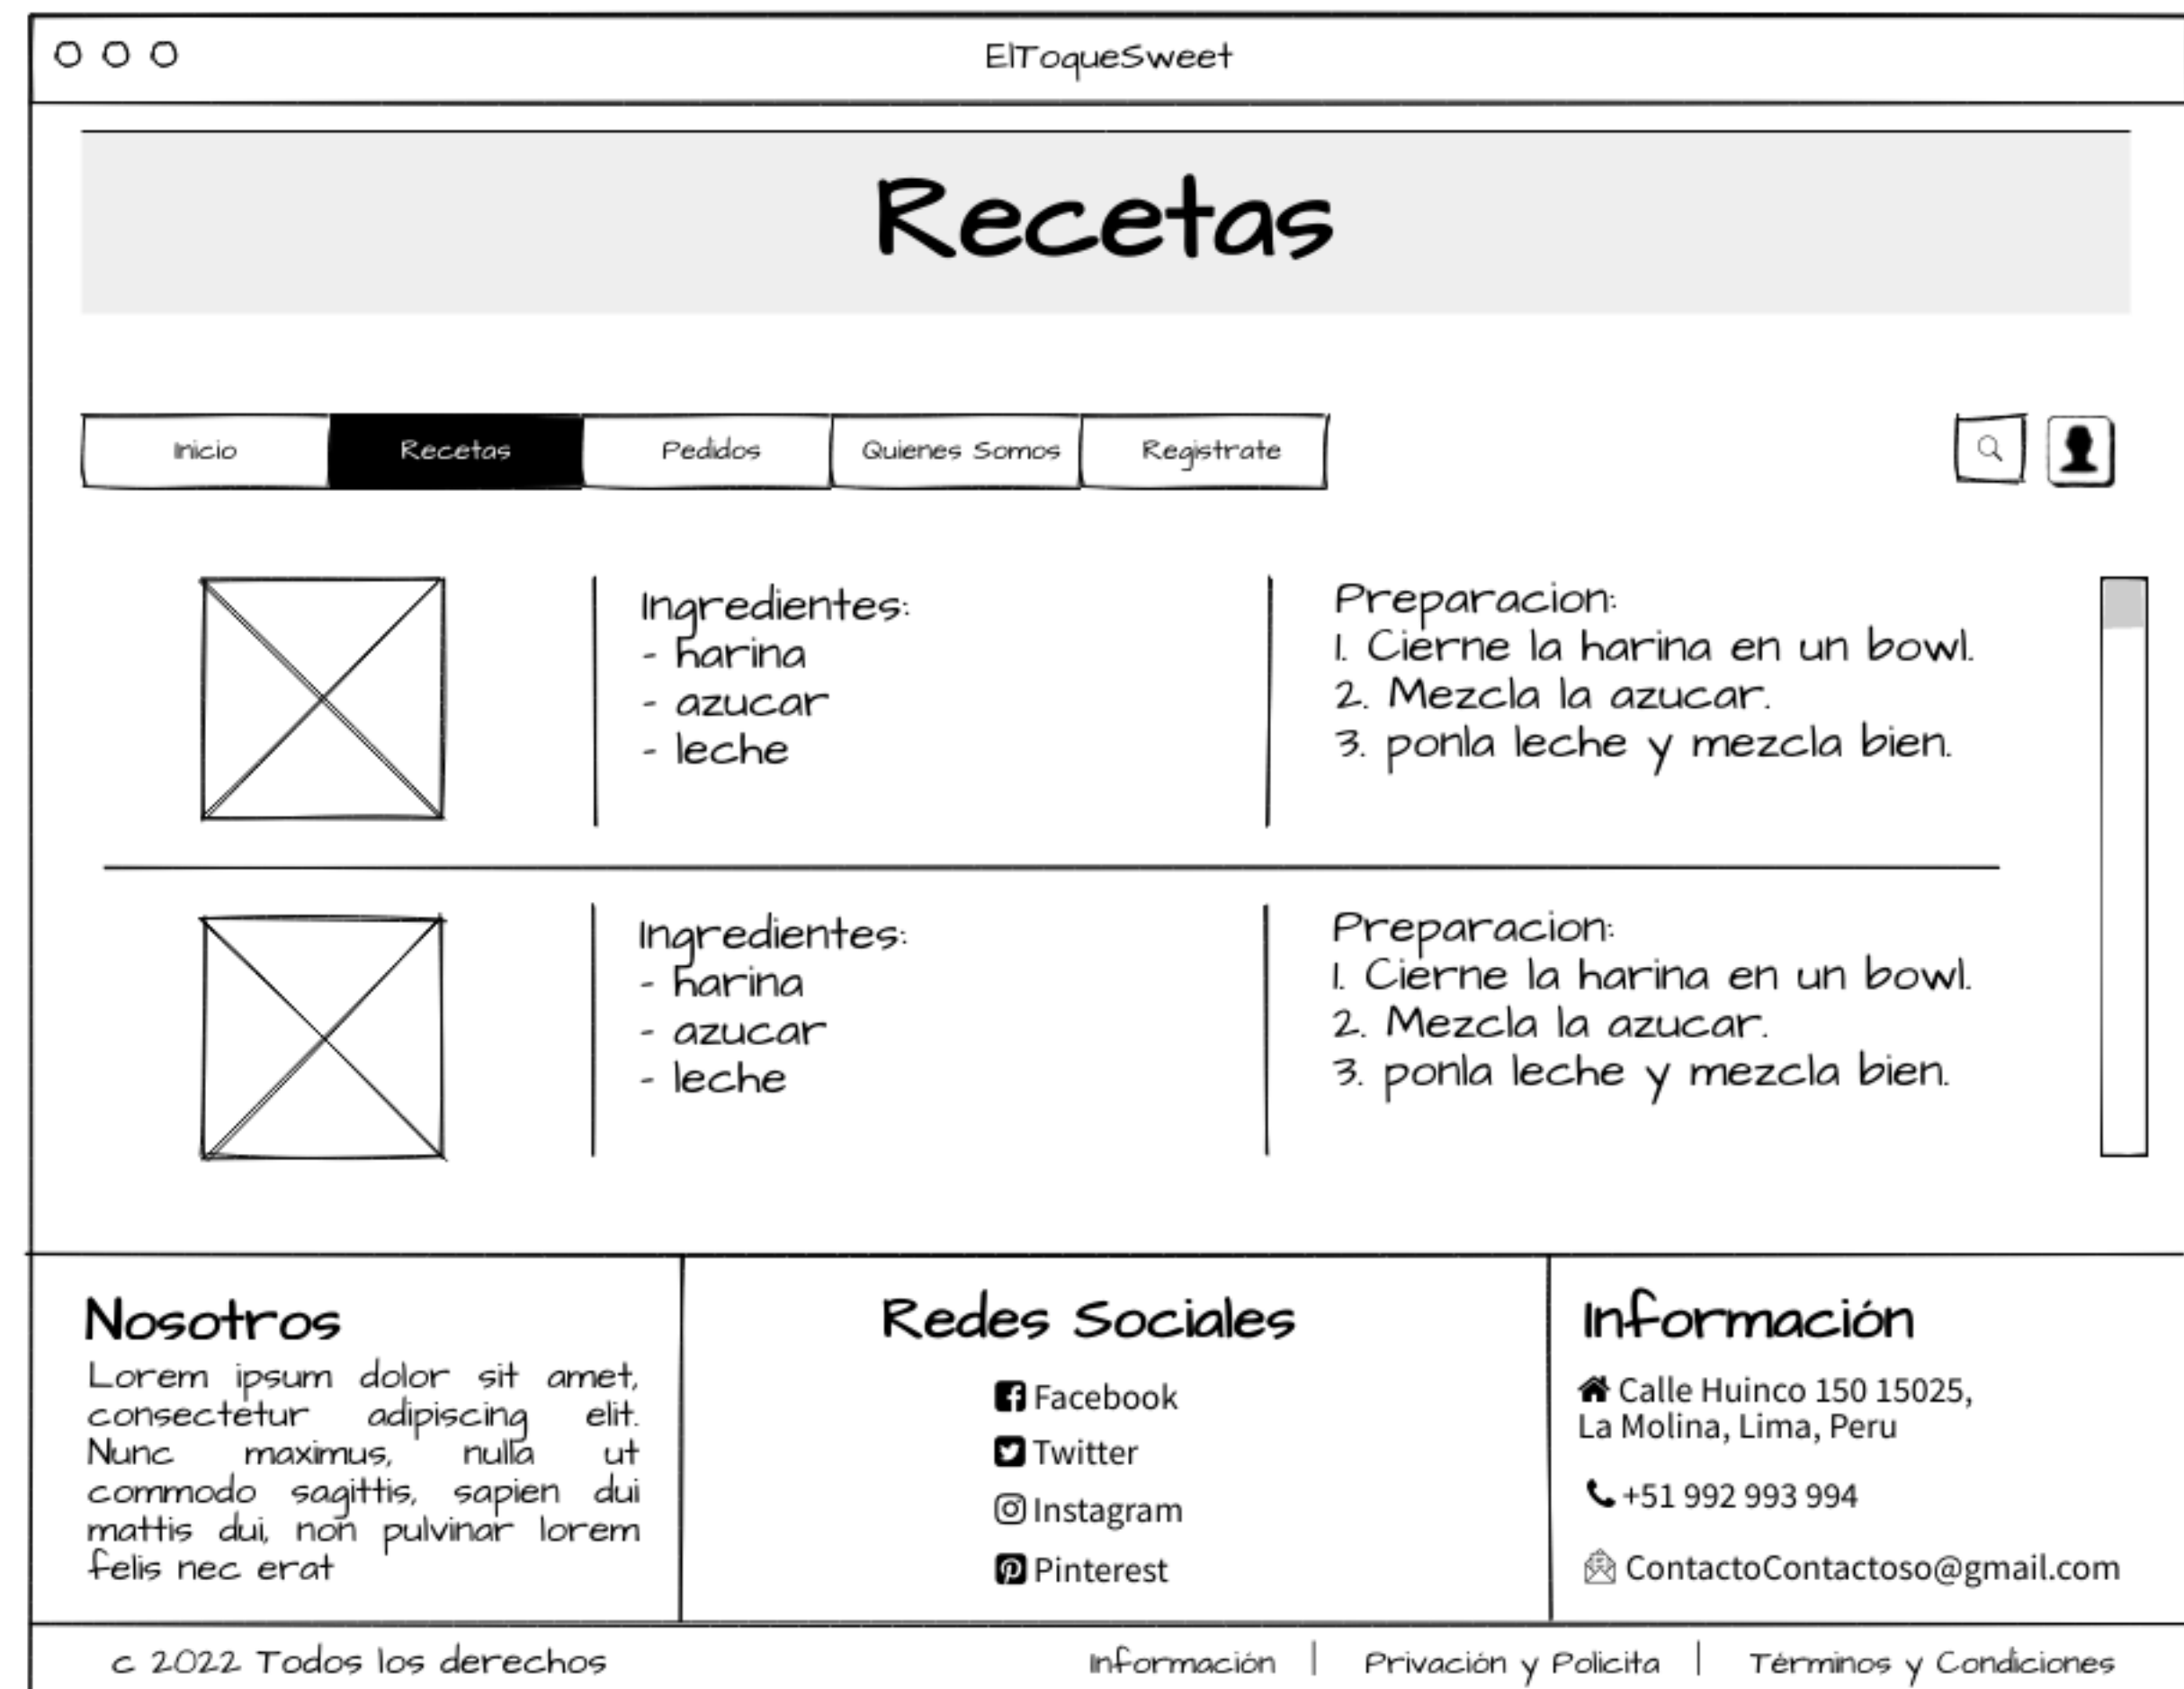 ElToqueSweet
Recetas
Inicio
Recetas
Pedidos
Quienes Somos
Registrate
Ingredientes:
- harina
- azucar
- leche
Preparacion:
1. Cierne la harina en un bowl.
2. Mezcla la azucar.
3. ponla leche y mezcla bien.
Ingredientes:
- harina
- azucar
- leche
Preparacion:
1. Cierne la harina en un bowl.
2. Mezcla la azucar.
3. ponla leche y mezcla bien.
Nosotros
Lorem ipsum dolor sit amet,
consectetur adipiscing elit.
Nunc maximus, nulla ut
commodo sagittis, sapien dui
mattis dui, non pulvinar lorem
felis nec erat
Redes Sociales
Facebook
Twitter
Instagram
Pinterest
Información
Calle Huinco 150 15025,
La Molina, Lima, Peru
+51 992 993 994
ContactoContactoso@gmail.com
c 2022 Todos los derechos
Información | Privación y Policita | Términos y Condiciones